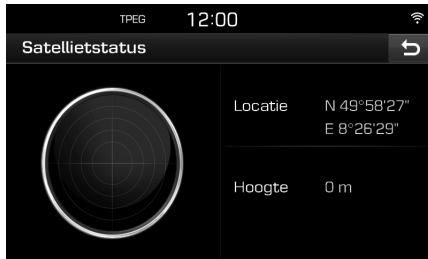 TPEG 12:00
Satellietstatus
Locatie N 49°58'27"
E 8°26'29"
Hoogte 0 m